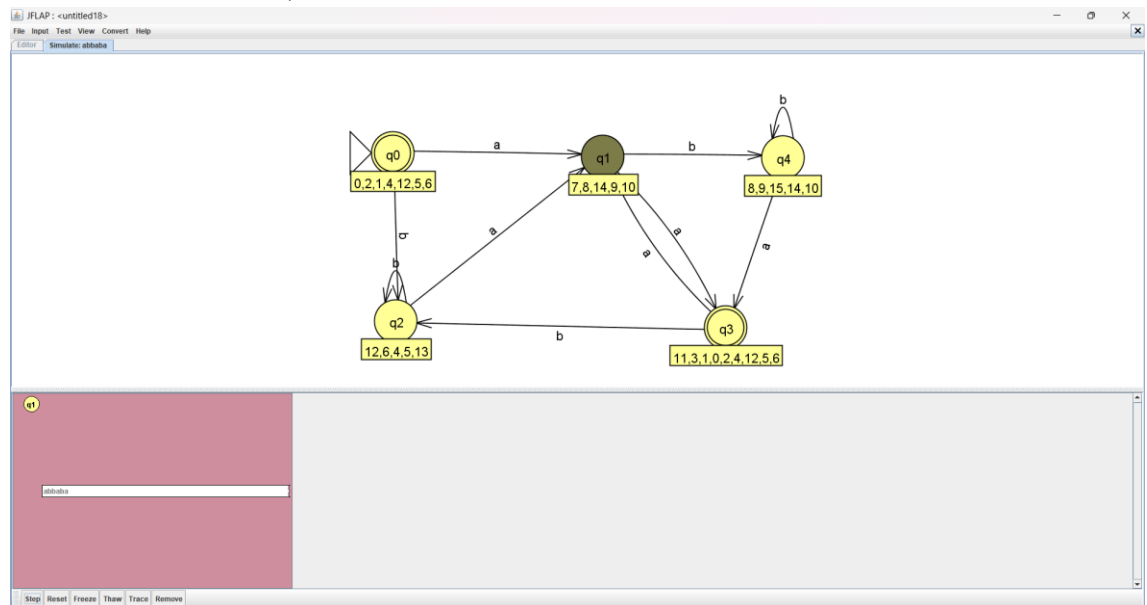 JFLAP : <untitled18>
File Input Test View Convert Help
Editor Simulate: abbaba
b
q0
a
q1
b
q4
0,2,1,4,12,5,6
7,8,14,9,10
8,9,15,14,10
b
a
a
a
a
b
q2
b
q3
12,6,4,5,13
11,3,1,0,2,4,12,5,6
q1
abbaba
Stop Reset Freeze Thaw Trace Remove